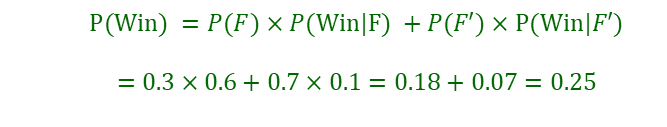 P(Win) = P(F) × P(Win|F) + P(F′) × P(Win|F′)
= 0.3 × 0.6 + 0.7 × 0.1 = 0.18 + 0.07 = 0.25